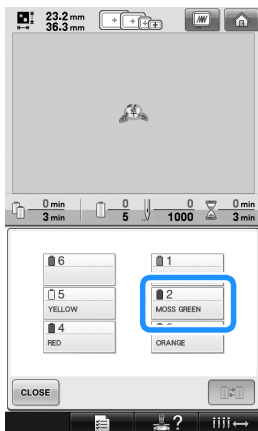 23.2 mm
36.3 mm
0 min
3 min
0
5
0
1000
0 min
3 min
6
1
5
YELLOW
2
MOSS GREEN
4
RED
ORANGE
CLOSE
?